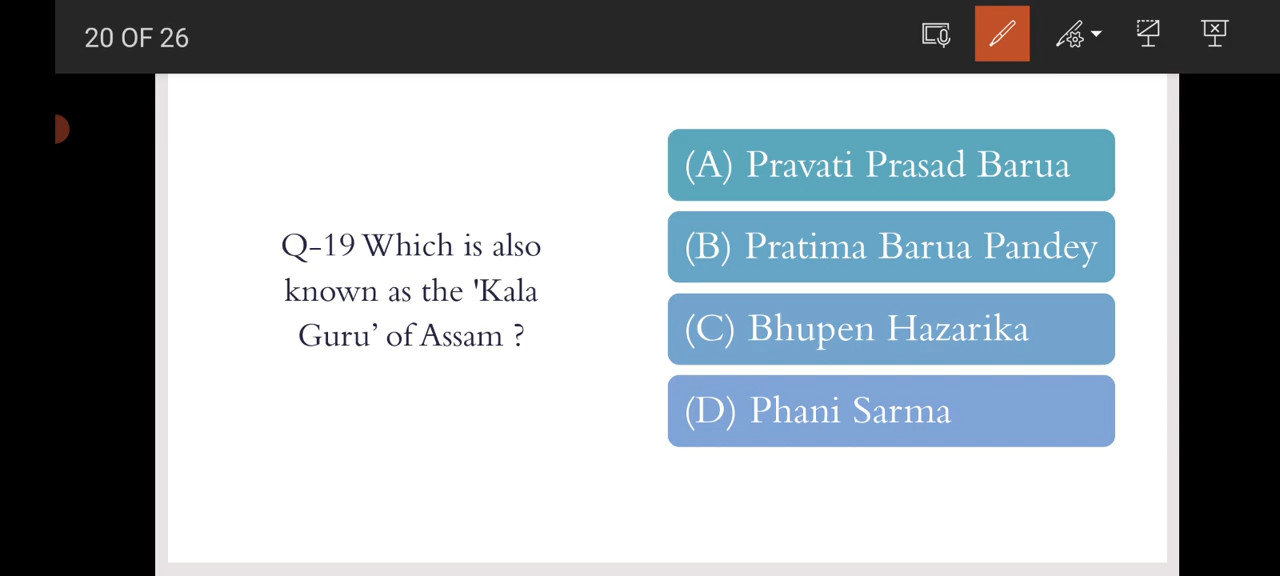 20 OF 26
Q-19 Which is also
known as the 'Kala
Guru’ of Assam ?
(A) Pravati Prasad Barua
(B) Pratima Barua Pandey
(C) Bhupen Hazarika
(D) Phani Sarma